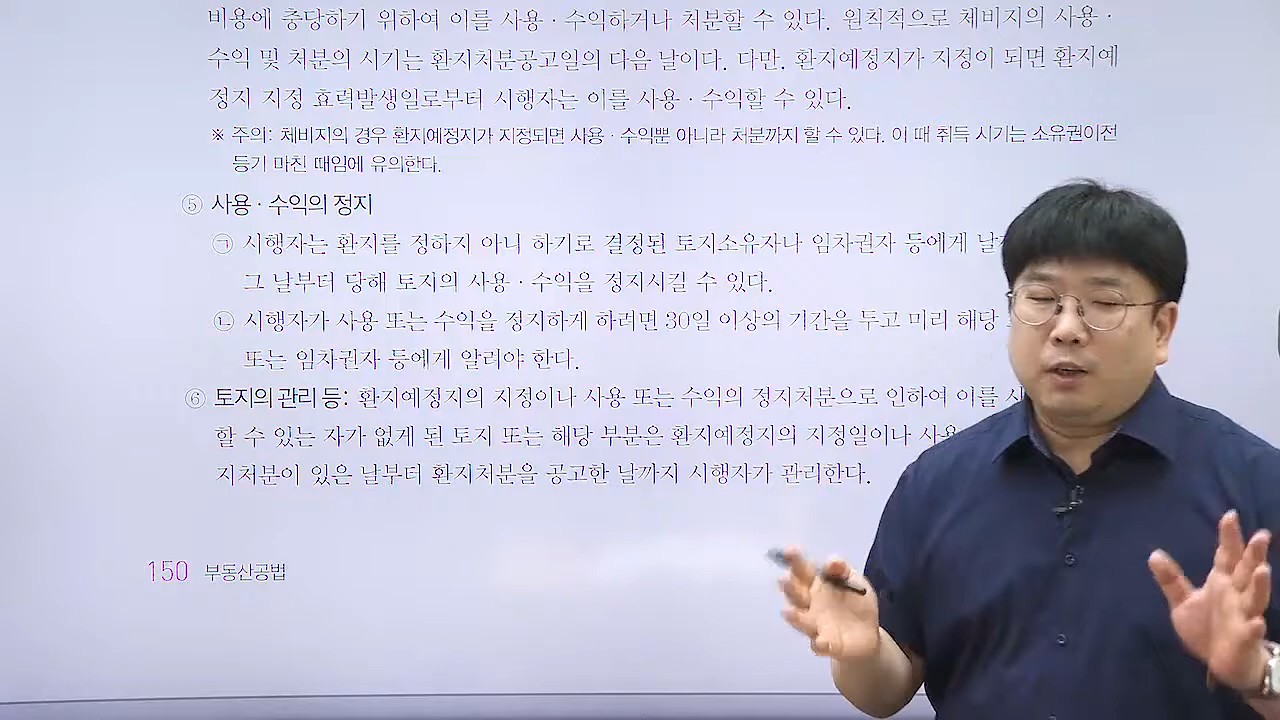 비용에 충당하기 위하여 이를 사용 · 수익하거나 처분할 수 있다. 원칙적으로 체비지의 사용 ·
수익 및 처분의 시기는 환지처분공고일의 다음 날이다. 다만, 환지예정지가 지정이 되면 환지예
정지 지정 효력발생일로부터 시행자는 이를 사용 · 수익할 수 있다.
※ 주의: 체비지의 경우 환지예정지가 지정되면 사용 · 수익뿐 아니라 처분까지 할 수 있다. 이 때 취득 시기는 소유권이전
등기 마친 때임에 유의한다.
⑤ 사용 · 수익의 정지
㉠ 시행자는 환지를 정하지 아니 하기로 결정된 토지소유자나 임차권자 등에게
그 날부터 당해 토지의 사용 · 수익을 정지시킬 수 있다.
㉡ 시행자가 사용 또는 수익을 정지하게 하려면 30일 이상의 기간을 두고 미리 해당
또는 임차권자 등에게 알려야 한다.
⑥ 토지의 관리 등: 환지예정지의 지정이나 사용 또는 수익의 정지처분으로 인하여 이를
할 수 있는 자가 없게 된 토지 또는 해당 부분은 환지예정지의 지정일이나 사용
지처분이 있은 날부터 환지처분을 공고한 날까지 시행자가 관리한다.
150 부동산공법